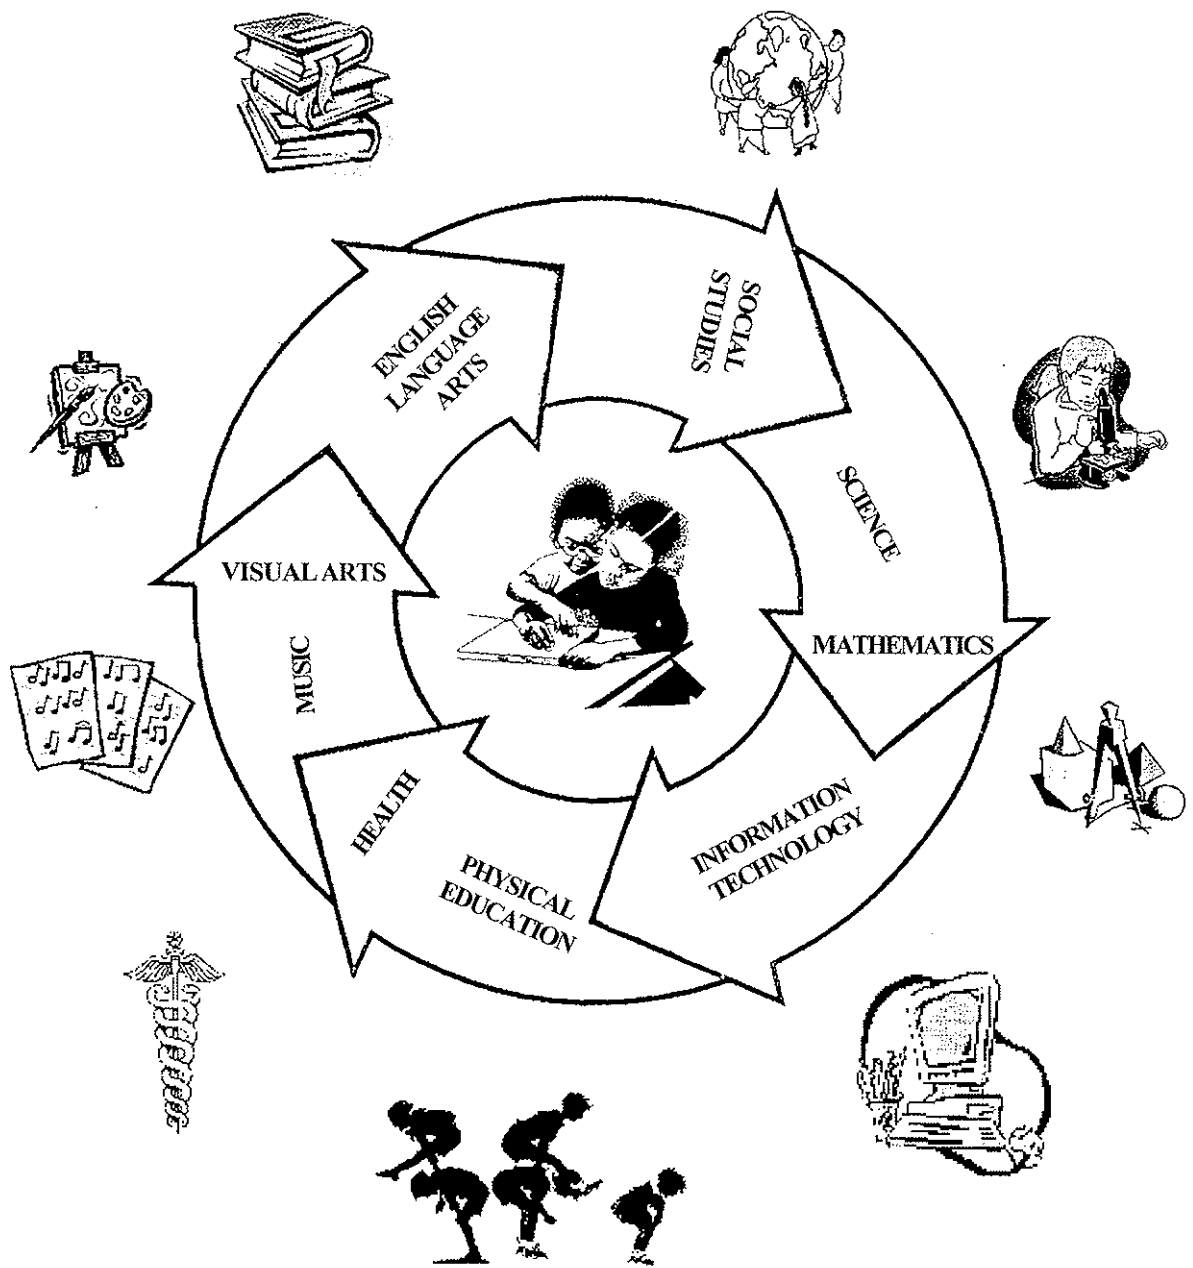 ENGLISH
LANGUAGE
ARTS
SOCIAL
STUDIES
SCIENCE
MATHEMATICS
INFORMATION
TECHNOLOGY
PHYSICAL
EDUCATION
HEALTH
MUSIC
VISUAL ARTS